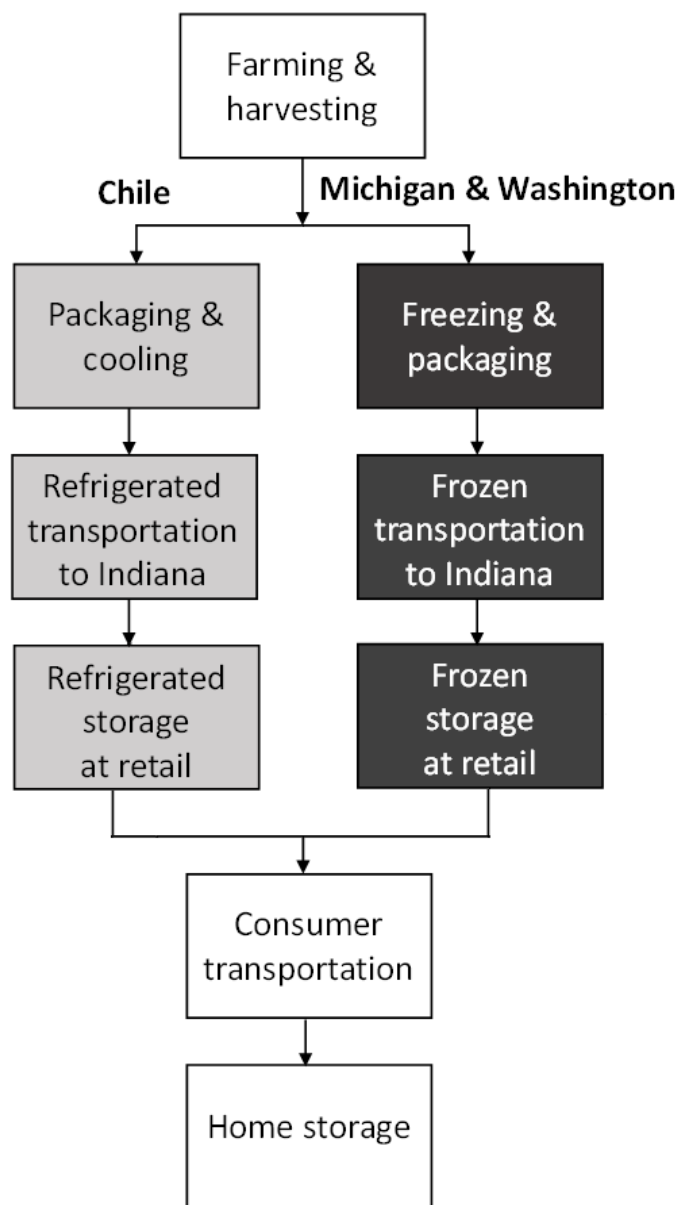 Farming &
harvesting
Chile
Michigan & Washington
Packaging &
cooling
Freezing &
packaging
Refrigerated
transportation
to Indiana
Frozen
transportation
to Indiana
Refrigerated
storage
at retail
Frozen
storage
at retail
Consumer
transportation
Home storage